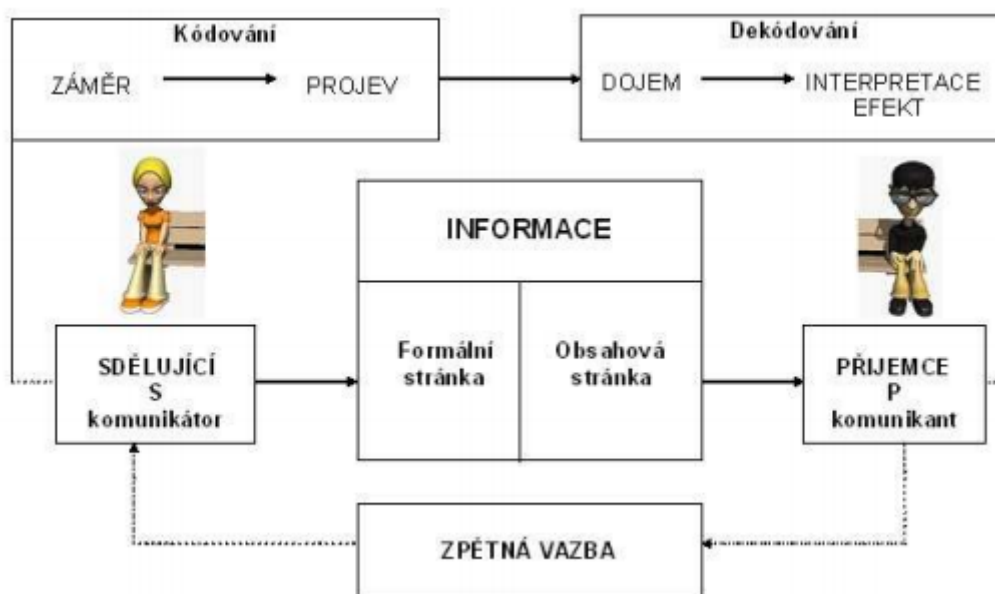 Kódování
ZÁMĚR
PROJEV
Dekódování
DOJEM
INTERPRETACE
EFEKT
INFORMACE
Formální
stránka
Obsahová
stránka
SDĚLUJÍCÍ
S
komunikátor
PŘIJEMCE
P
komunikant
ZPĚTNÁ VAZBA